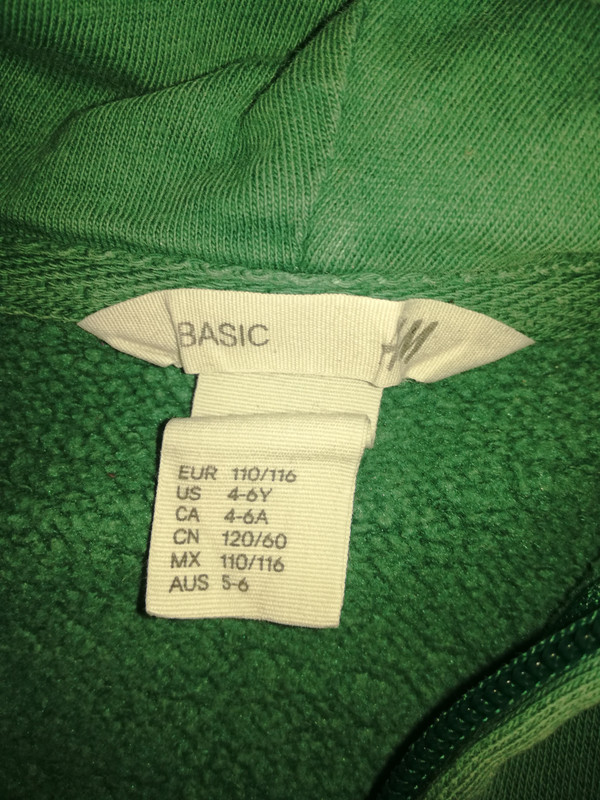 BASIC HM
EUR 110/116
US 4-6Y
CA 4-6A
CN 120/60
MX 110/116
AUS 5-6